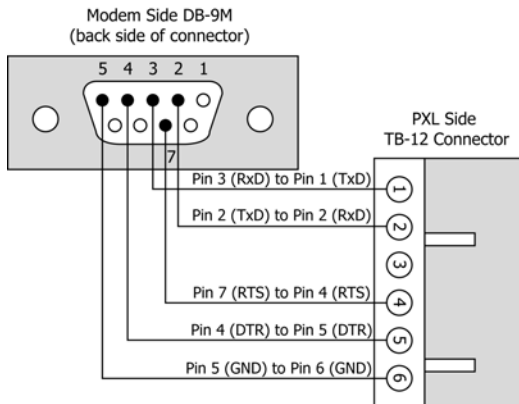 Modem Side DB-9M
(back side of connector)
5 4 3 2 1
7
PXL Side
TB-12 Connector
Pin 3 (RxD) to Pin 1 (TxD)
1
Pin 2 (TxD) to Pin 2 (RxD)
2
3
Pin 7 (RTS) to Pin 4 (RTS)
4
Pin 4 (DTR) to Pin 5 (DTR)
5
Pin 5 (GND) to Pin 6 (GND)
6